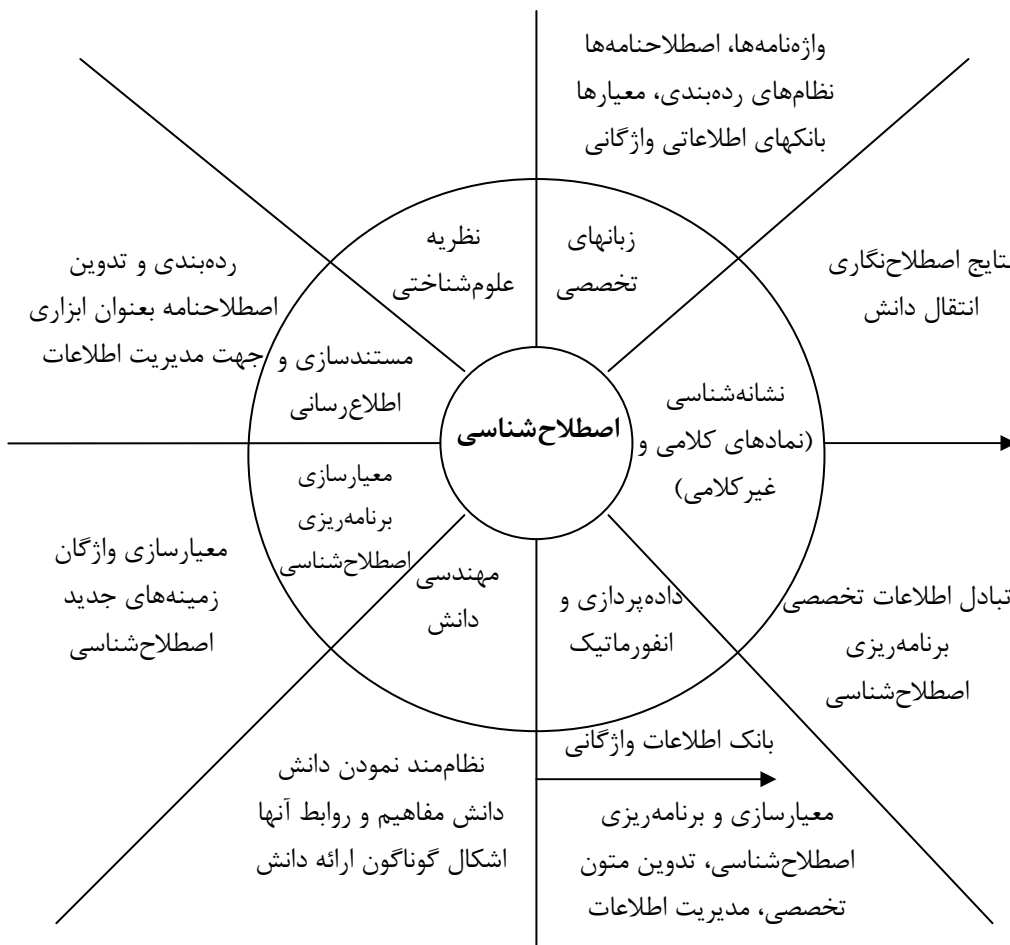 واژه‌نامه‌ها، اصطلاحنامه‌ها
نظام‌های رده‌بندی، معیارها
بانکهای اطلاعاتی واژگانی
نتایج اصطلاح‌نگاری
انتقال دانش
رده‌بندی و تدوین
اصطلاحنامه بعنوان ابزاری
جهت مدیریت اطلاعات
زبانهای
تخصصی
نظریه
علوم‌شناختی
مستندسازی و
اطلاع‌رسانی
اصطلاح‌شناسی
نشانه‌شناسی
(نمادهای کلامی و
غیرکلامی)
معیارسازی
برنامه‌ریزی
اصطلاح‌شناسی
مهندسی
دانش
داده‌پردازی و
انفورماتیک
معیارسازی واژگان
زمینه‌های جدید
اصطلاح‌شناسی
تبادل اطلاعات تخصصی
برنامه‌ریزی
اصطلاح‌شناسی
نظام‌مند نمودن دانش
دانش مفاهیم و روابط آنها
اشکال گوناگون ارائه دانش
بانک اطلاعات واژگانی
معیارسازی و برنامه‌ریزی
اصطلاح‌شناسی، تدوین متون
تخصصی، مدیریت اطلاعات